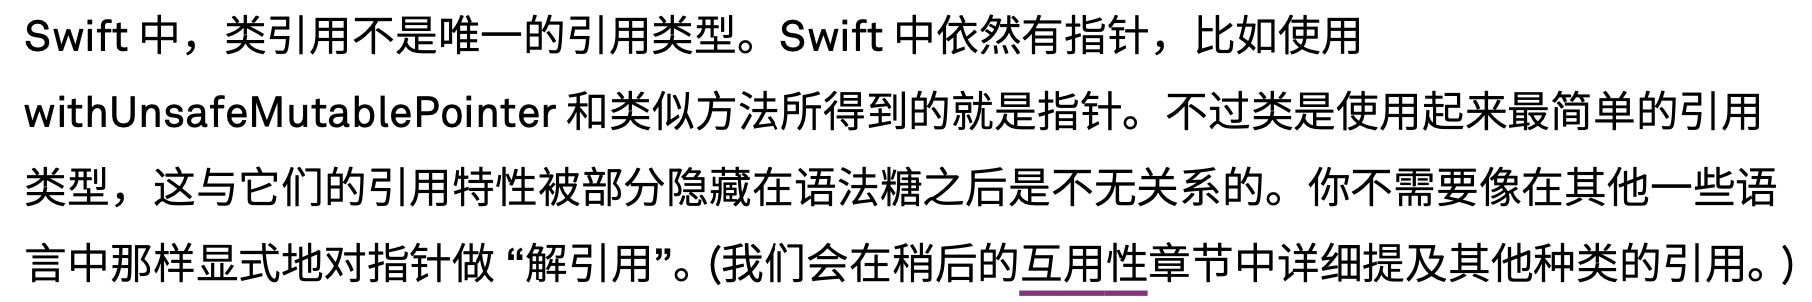 Swift 中，类引用不是唯一的引用类型。Swift 中依然有指针，比如使用
withUnsafeMutablePointer 和类似方法所得到的就是指针。不过类是使用起来最简单的引用
类型，这与它们的引用特性被部分隐藏在语法糖之后是不无关系的。你不需要像在其他一些语
言中那样显式地对指针做 “解引用”。(我们会在稍后的互用性章节中详细提及其他种类的引用。)